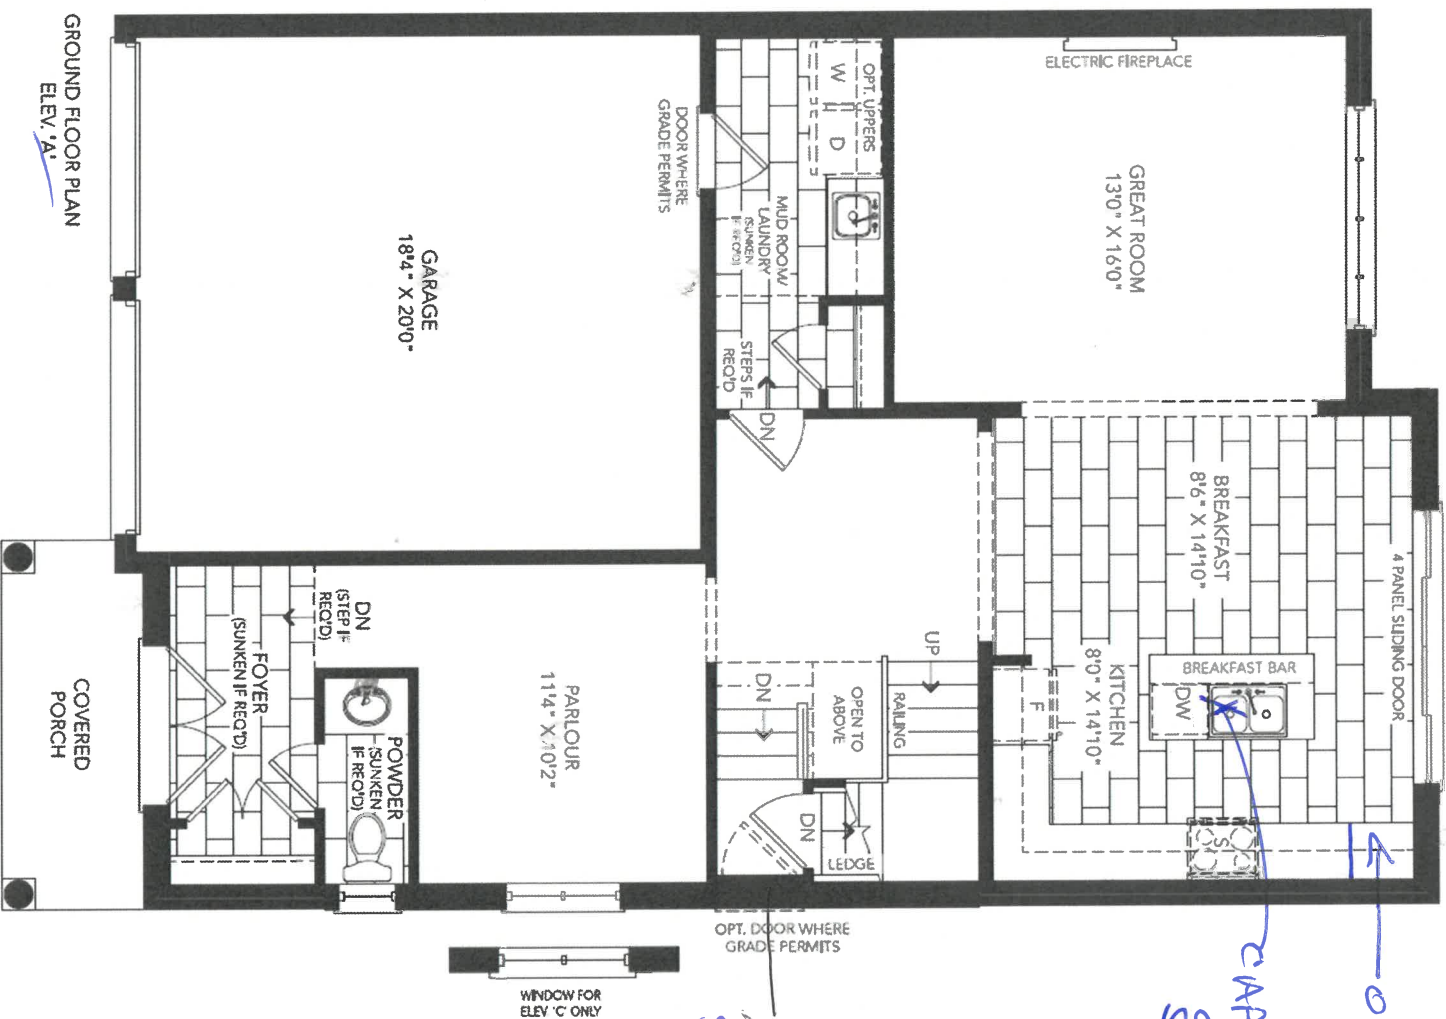 GROUND FLOOR PLAN
ELEV. 'A'
GARAGE
18'4" X 20'0"
DOOR WHERE
GRADE PERMITS
OPT. UPPERS
W
D
MUD ROOM/
LAUNDRY
(SUNKEN
IF REQ'D)
STEPS IF
REQ'D
DN
ELECTRIC FIREPLACE
GREAT ROOM
13'0" X 16'0"
BREAKFAST
8'6" X 14'10"
4 PANEL SLIDING DOOR
BREAKFAST BAR
DW
KITCHEN
8'0" X 14'10"
F
S
UP
RAILING
OPEN TO
ABOVE
DN
DN
LEDGE
OPT. DOOR WHERE
GRADE PERMITS
PARLOUR
11'4" X 10'2"
DN
(STEP IF
REQ'D)
FOYER
(SUNKEN IF REQ'D)
POWDER
(SUNKEN
IF REQ'D)
COVERED
PORCH
WINDOW FOR
ELEV 'C' ONLY